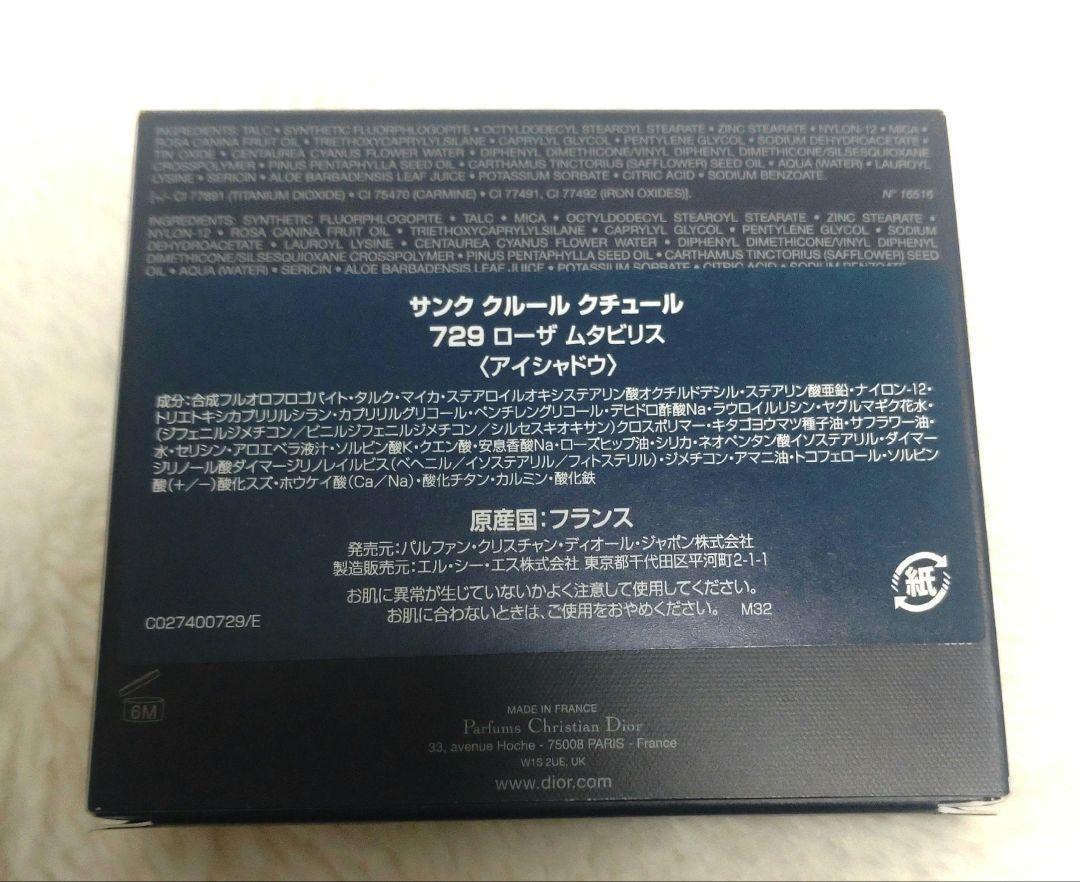 INGREDIENTS: TALC • SYNTHETIC FLUORPHLOGOPITE • OCTYLDODECYL STEAROYL STEARATE • ZINC STEARATE • NYLON-12 • MICA •
ROSA CANINA FRUIT OIL • TRIETHOXYCAPRYLYLSILANE • CAPRYLYL GLYCOL • PENTYLENE GLYCOL • SODIUM DEHYDROACETATE •
TIN OXIDE • CENTAUREA CYANUS FLOWER WATER • DIPHENYL DIMETHICONE/VINYL DIPHENYL DIMETHICONE/SILSESQUIOXANE
CROSSPOLYMER • PINUS PENTAPHYLLA SEED OIL • CARTHAMUS TINCTORIUS (SAFFLOWER) SEED OIL • AQUA (WATER) • LAUROYL
LYSINE • SERICIN • ALOE BARBADENSIS LEAF JUICE • POTASSIUM SORBATE • CITRIC ACID • SODIUM BENZOATE.
[+/- CI 77891 (TITANIUM DIOXIDE) • CI 75470 (CARMINE) • CI 77491, CI 77492 (IRON OXIDES)]. N° 16516
INGREDIENTS: SYNTHETIC FLUORPHLOGOPITE • TALC • MICA • OCTYLDODECYL STEAROYL STEARATE • ZINC STEARATE •
NYLON-12 • ROSA CANINA FRUIT OIL • TRIETHOXYCAPRYLYLSILANE • CAPRYLYL GLYCOL • PENTYLENE GLYCOL • SODIUM
DEHYDROACETATE • LAUROYL LYSINE • CENTAUREA CYANUS FLOWER WATER • DIPHENYL DIMETHICONE/VINYL DIPHENYL
DIMETHICONE/SILSESQUIOXANE CROSSPOLYMER • PINUS PENTAPHYLLA SEED OIL • CARTHAMUS TINCTORIUS (SAFFLOWER) SEED
OIL • AQUA (WATER) • SERICIN • ALOE BARBADENSIS LEAF JUICE • POTASSIUM SORBATE • CITRIC ACID • SODIUM BENZOATE
サンク クルール クチュール
729 ローザ ムタビリス
〈アイシャドウ〉
成分:合成フルオロフロゴパイト・タルク・マイカ・ステアロイルオキシステアリン酸オクチルドデシル・ステアリン酸亜鉛・ナイロン-12・
トリエトキシカプリリルシラン・カプリリルグリコール・ペンチレングリコール・デヒドロ酢酸Na・ラウロイルリシン・ヤグルマギク花水・
(ジフェニルジメチコン/ビニルジフェニルジメチコン/シルセスキオキサン)クロスポリマー・キタゴヨウマツ種子油・サフラワー油・
水・セリシン・アロエベラ液汁・ソルビン酸K・クエン酸・安息香酸Na・ローズヒップ油・シリカ・ネオペンタン酸イソステアリル・ダイマー
ジリノール酸ダイマージリノレイルビス(ベヘニル/イソステアリル/フィトステリル)・ジメチコン・アマニ油・トコフェロール・ソルビン
酸(+/-)酸化スズ・ホウケイ酸(Ca/Na)・酸化チタン・カルミン・酸化鉄
原産国:フランス
発売元:パルファン・クリスチャン・ディオール・ジャポン株式会社
製造販売元:エル・シー・エス株式会社 東京都千代田区平河町2-1-1
お肌に異常が生じていないかよく注意して使用してください。
お肌に合わないときは、ご使用をおやめください。 M32
紙
C027400729/E
6M
MADE IN FRANCE
Parfums Christian Dior
33, avenue Hoche - 75008 PARIS - France
W1S 2UE, UK
www.dior.com